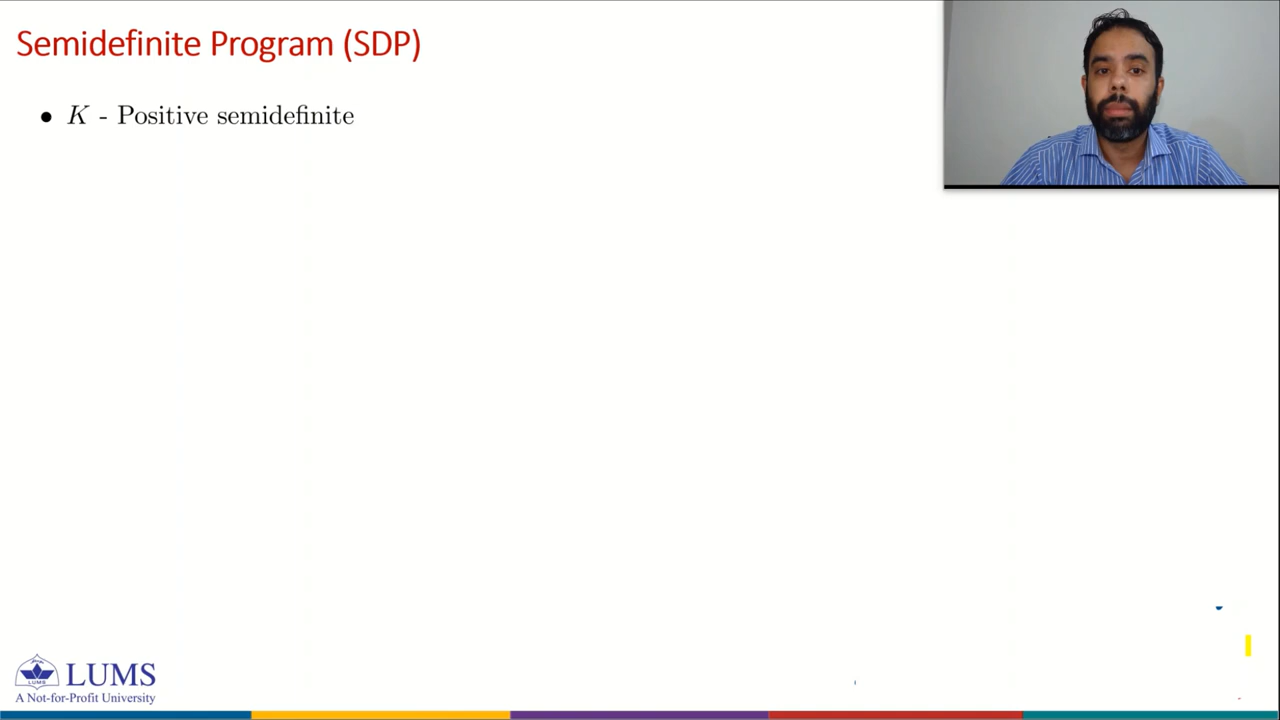 Semidefinite Program (SDP)
• K - Positive semidefinite
LUMS
A Not-for-Profit University